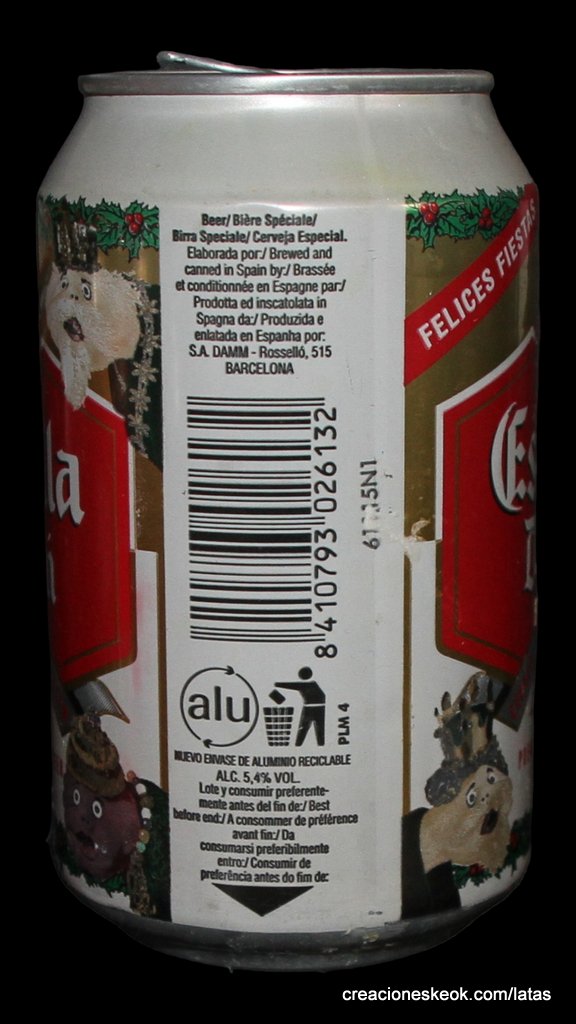 Beer/ Bière Spéciale/
Birra Speciale/ Cerveja Especial.
Elaborada por:/ Brewed and
canned in Spain by:/ Brassée
et conditionnée en Espagne par:/
Prodotta ed inscatolata in
Spagna da:/ Produzida e
enlatada en Espanha por:
S.A. DAMM - Rosselló, 515
BARCELONA
8 410793 026132
alu
PLM 4
NUEVO ENVASE DE ALUMINIO RECICLABLE
ALC. 5,4% VOL.
Lote y consumir preferente-
mente antes del fin de:/ Best
before end:/ A consommer de préférence
avant fin:/ Da
consumarsi preferibilmente
entro:/ Consumir de
preferência antes do fim de:
FELICES FIESTAS
creacioneskeok.com/latas